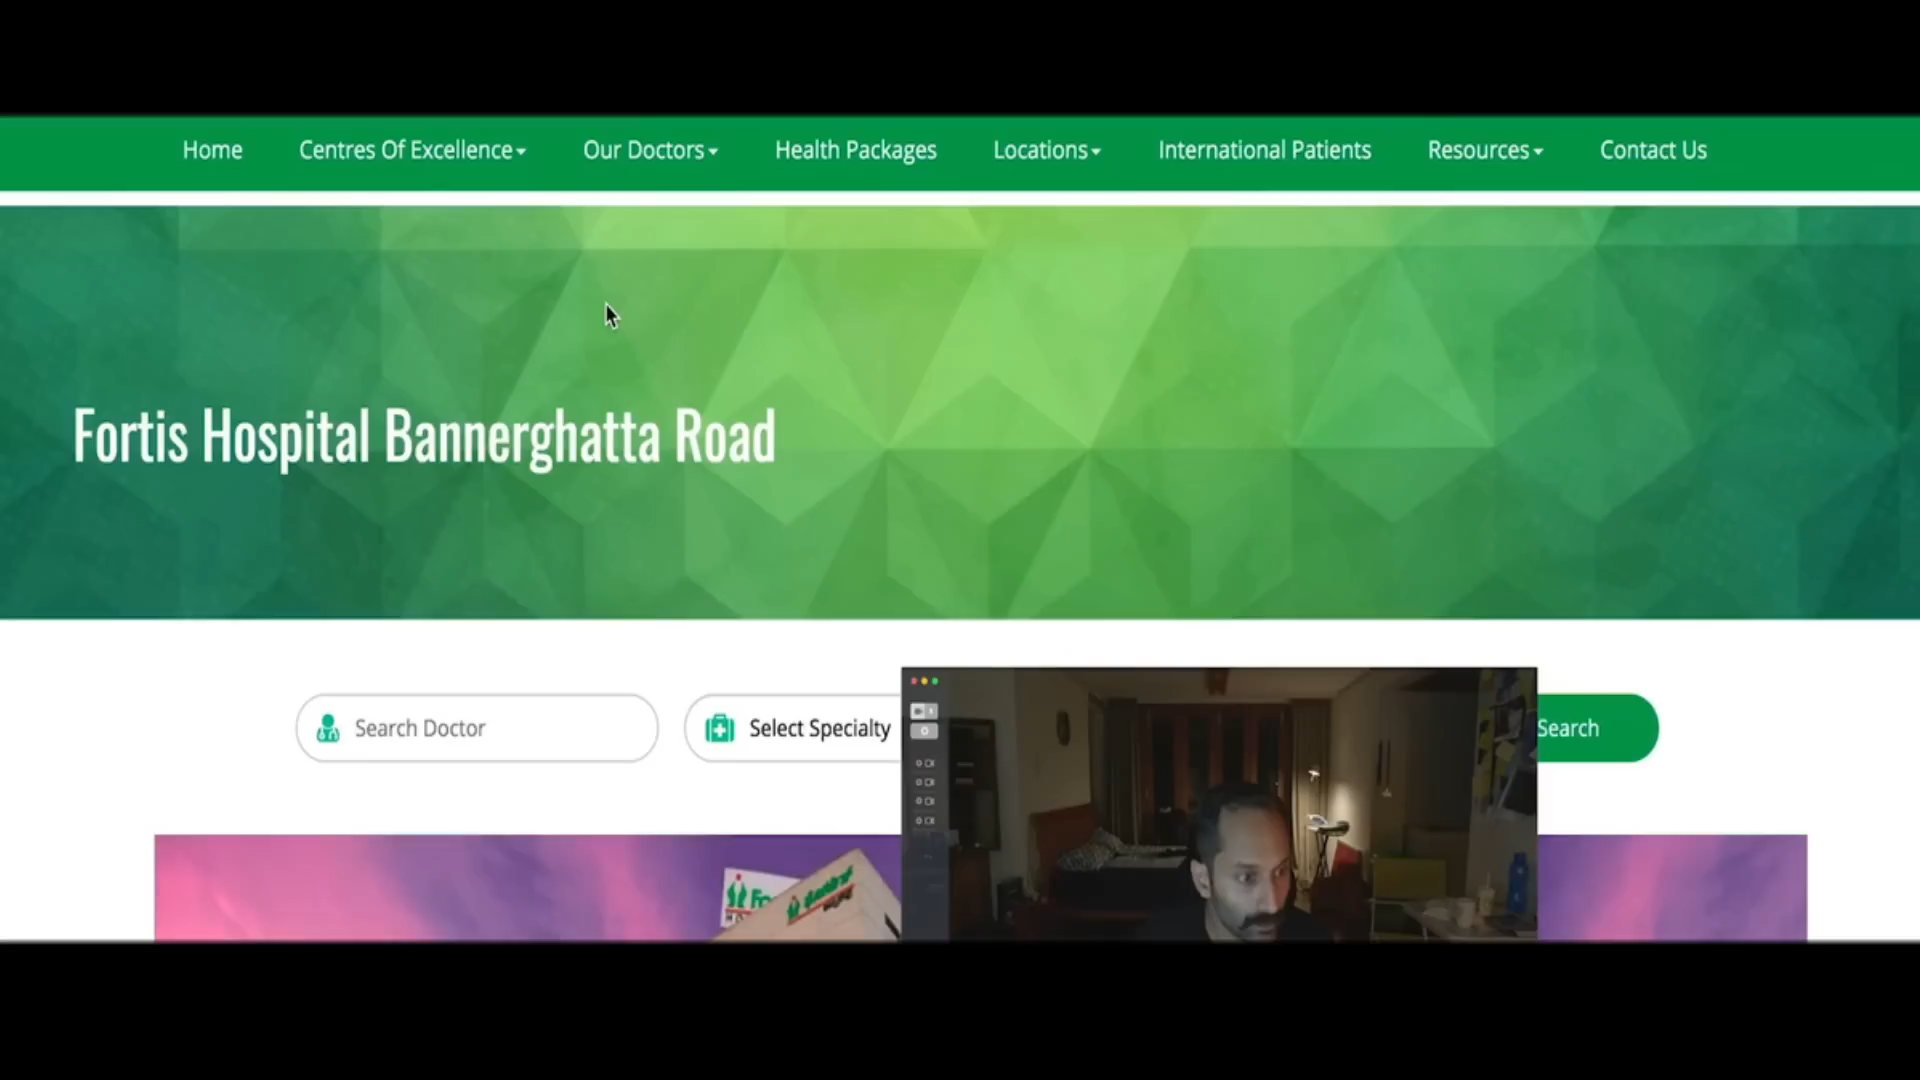 Home Centres Of Excellence Our Doctors Health Packages Locations International Patients Resources Contact Us
Fortis Hospital Bannerghatta Road
Search Doctor Select Specialty Search